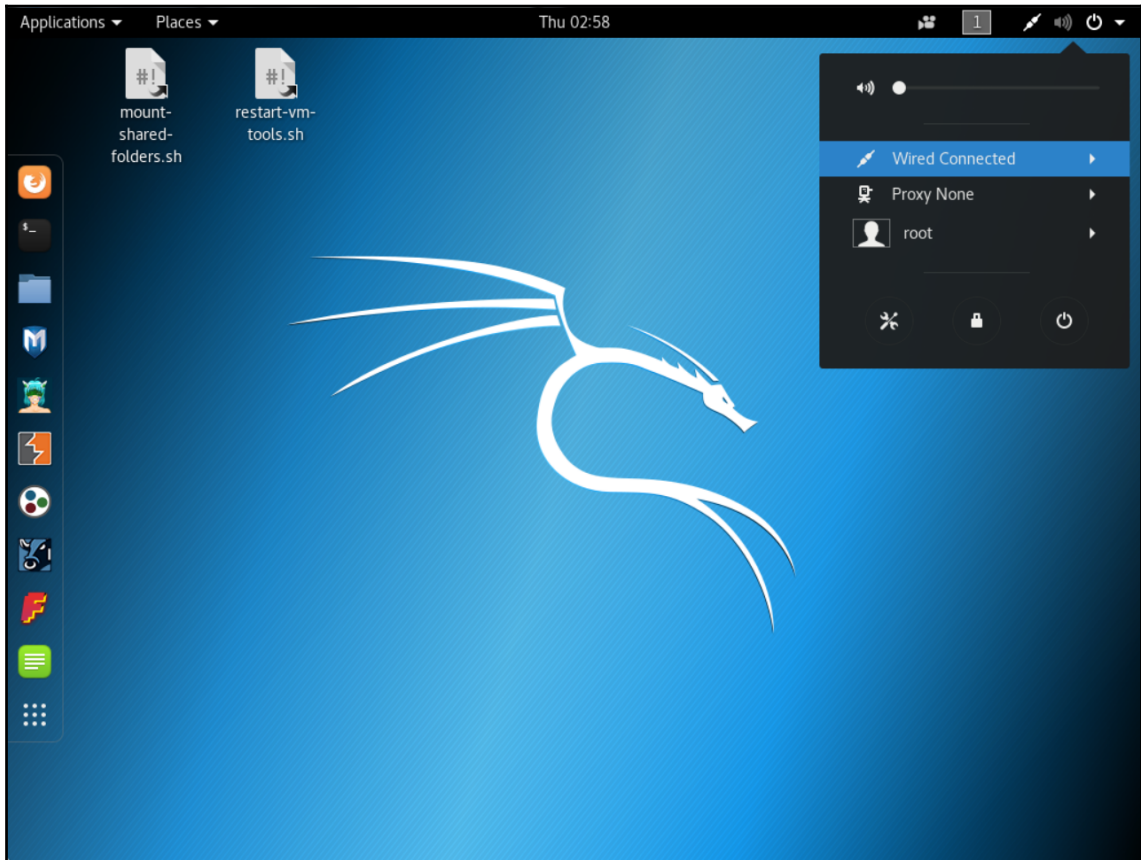 Applications Places Thu 02:58 1
mount-
shared-
folders.sh
restart-vm-
tools.sh
Wired Connected
Proxy None
root